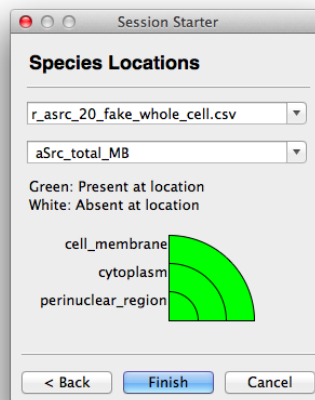 Session Starter
Species Locations
r_asrc_20_fake_whole_cell.csv
aSrc_total_MB
Green: Present at location
White: Absent at location
cell_membrane
cytoplasm
perinuclear_region
< Back Finish Cancel